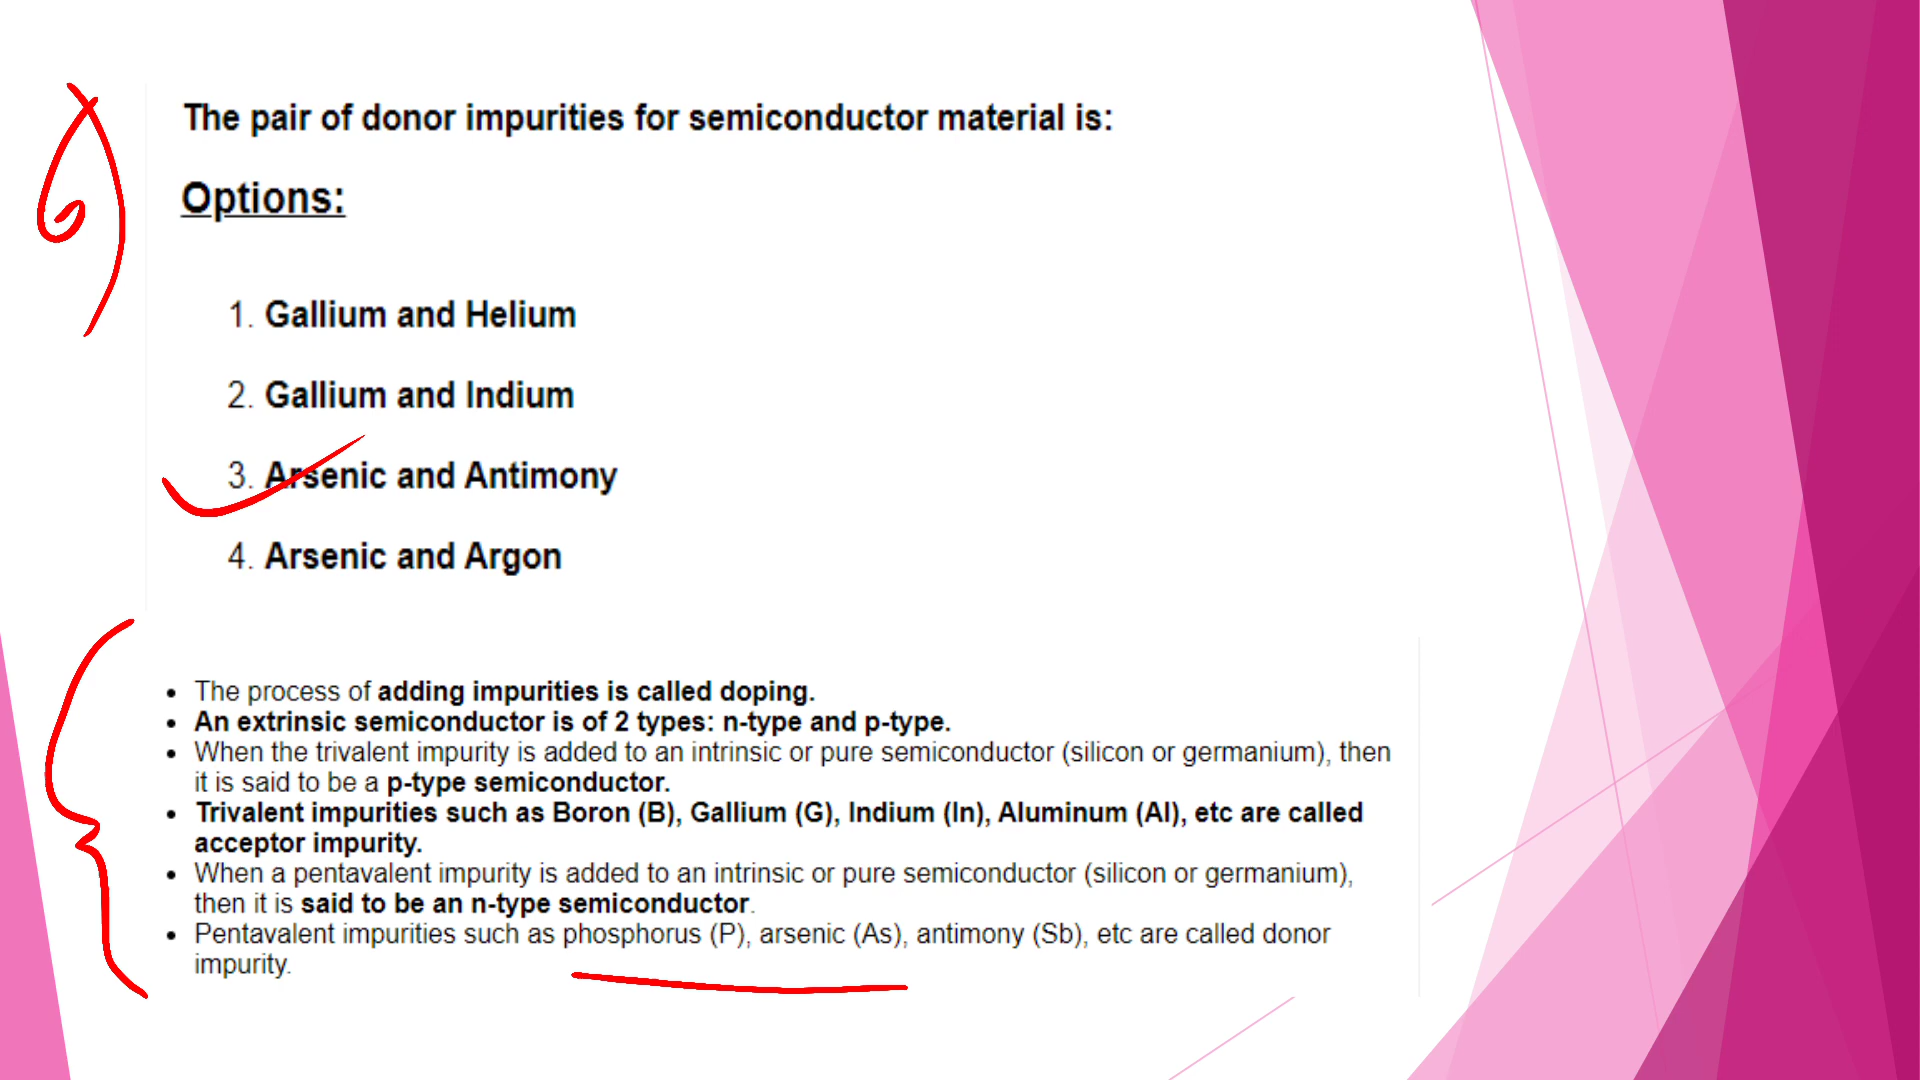 6)
The pair of donor impurities for semiconductor material is:
Options:
1. Gallium and Helium
2. Gallium and Indium
3. Arsenic and Antimony
4. Arsenic and Argon
• The process of adding impurities is called doping.
• An extrinsic semiconductor is of 2 types: n-type and p-type.
• When the trivalent impurity is added to an intrinsic or pure semiconductor (silicon or germanium), then
it is said to be a p-type semiconductor.
• Trivalent impurities such as Boron (B), Gallium (G), Indium (In), Aluminum (Al), etc are called
acceptor impurity.
• When a pentavalent impurity is added to an intrinsic or pure semiconductor (silicon or germanium),
then it is said to be an n-type semiconductor.
• Pentavalent impurities such as phosphorus (P), arsenic (As), antimony (Sb), etc are called donor
impurity.